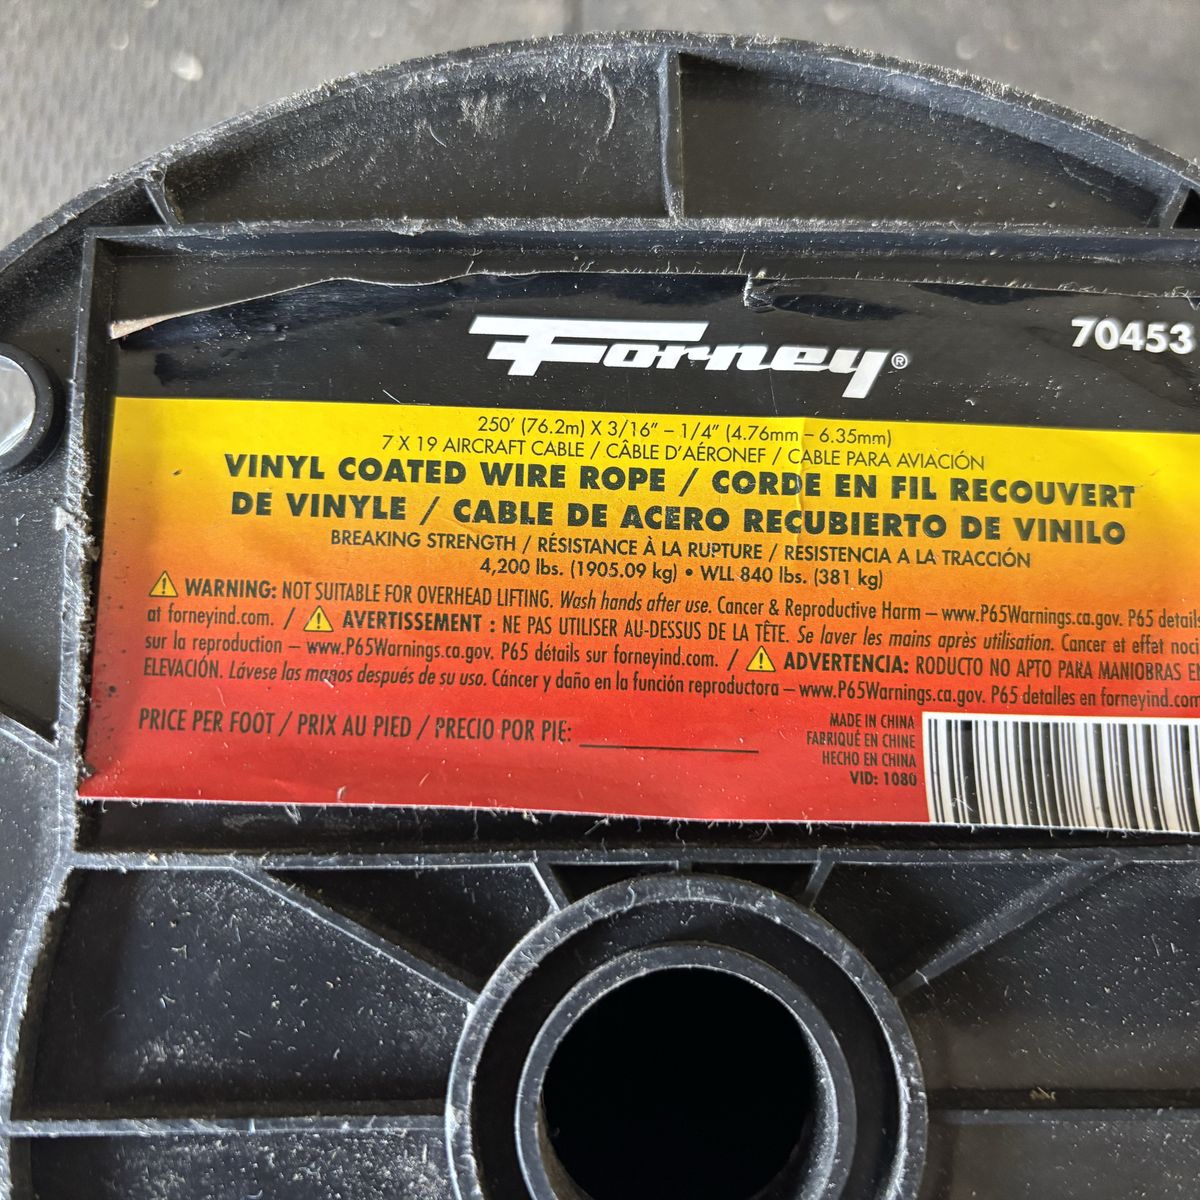 Forney®
70453
250' (76.2m) X 3/16" – 1/4" (4.76mm – 6.35mm)
7 X 19 AIRCRAFT CABLE / CÂBLE D'AÉRONEF / CABLE PARA AVIACIÓN
VINYL COATED WIRE ROPE / CORDE EN FIL RECOUVERT
DE VINYLE / CABLE DE ACERO RECUBIERTO DE VINILO
BREAKING STRENGTH / RÉSISTANCE À LA RUPTURE / RESISTENCIA A LA TRACCIÓN
4,200 lbs. (1905.09 kg) • WLL 840 lbs. (381 kg)
⚠ WARNING: NOT SUITABLE FOR OVERHEAD LIFTING. Wash hands after use. Cancer & Reproductive Harm – www.P65Warnings.ca.gov. P65 details
at forneyind.com. / ⚠ AVERTISSEMENT : NE PAS UTILISER AU-DESSUS DE LA TÊTE. Se laver les mains après utilisation. Cancer et effet noci
sur la reproduction – www.P65Warnings.ca.gov. P65 détails sur forneyind.com. / ⚠ ADVERTENCIA: RODUCTO NO APTO PARA MANIOBRAS
ELEVACIÓN. Lávese las manos después de su uso. Cáncer y daño en la función reproductora – www.P65Warnings.ca.gov. P65 detalles en forneyind.com
PRICE PER FOOT / PRIX AU PIED / PRECIO POR PIE:
MADE IN CHINA
FABRIQUÉ EN CHINE
HECHO EN CHINA
VID: 1080